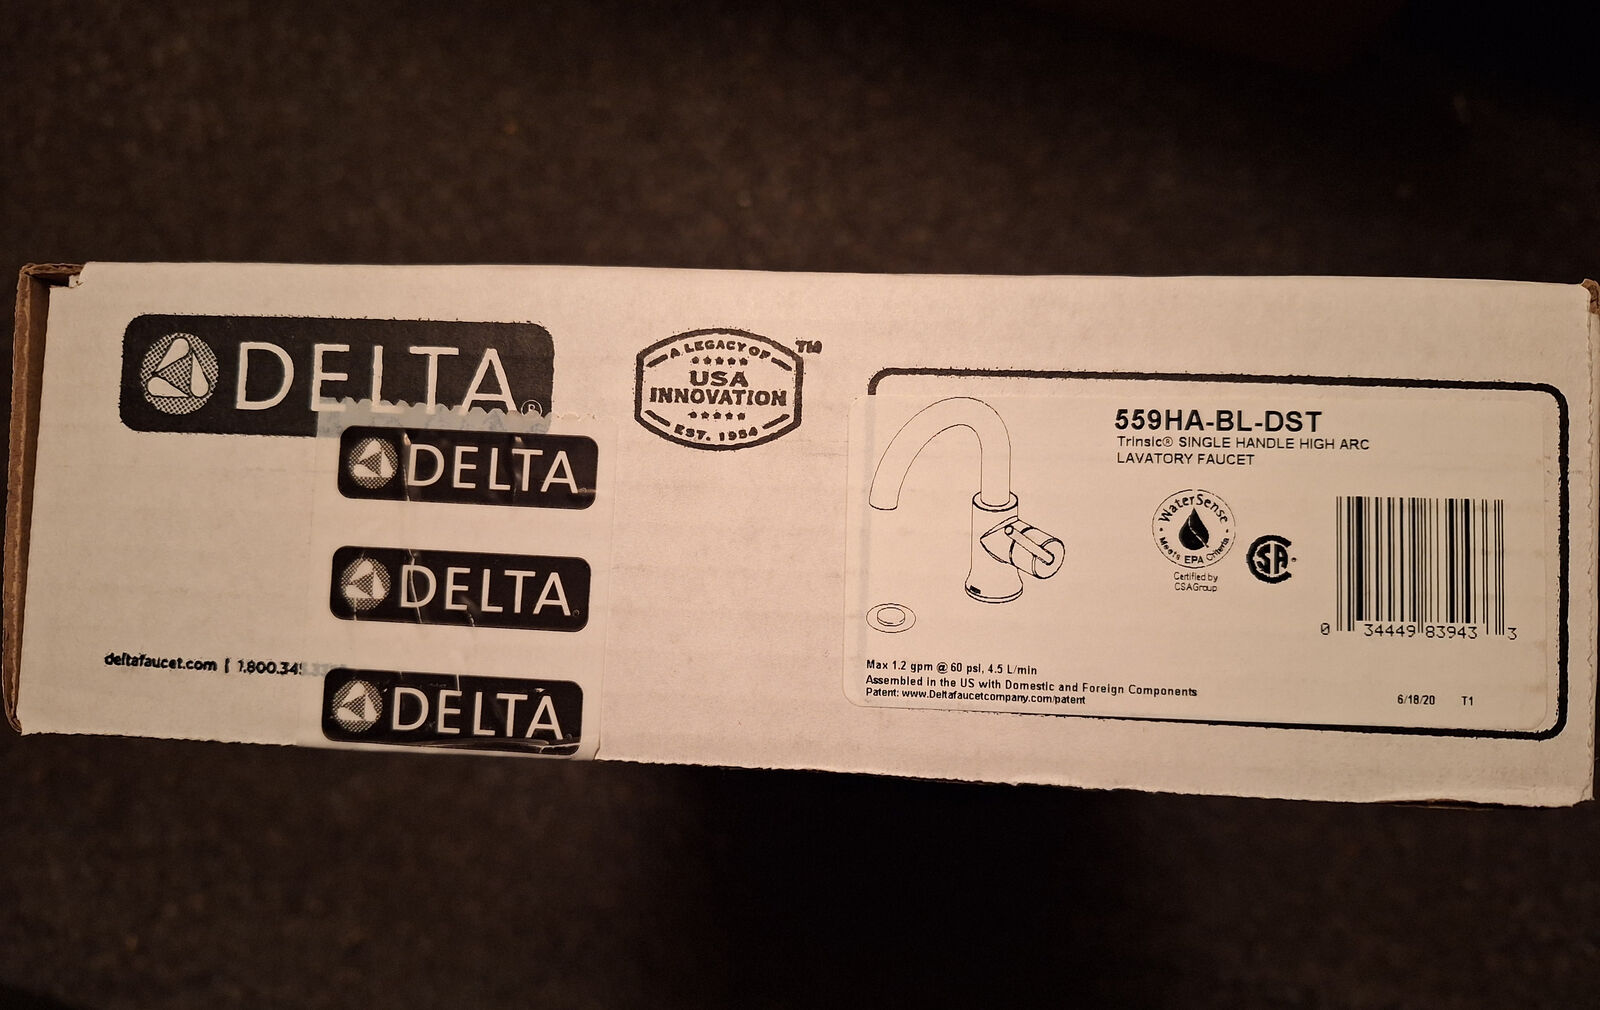 DELTA®
DELTA
DELTA
DELTA
deltafaucet.com | 1.800.345.
A LEGACY OF
USA
INNOVATION
EST. 1954
TM
559HA-BL-DST
Trinsic® SINGLE HANDLE HIGH ARC
LAVATORY FAUCET
WaterSense
Meets EPA Criteria
Certified by
CSAGroup
CSA®
0 34449 83943 3
Max 1.2 gpm @ 60 psi, 4.5 L/min
Assembled in the US with Domestic and Foreign Components
Patent: www.Deltafaucetcompany.com/patent
6/18/20 T1